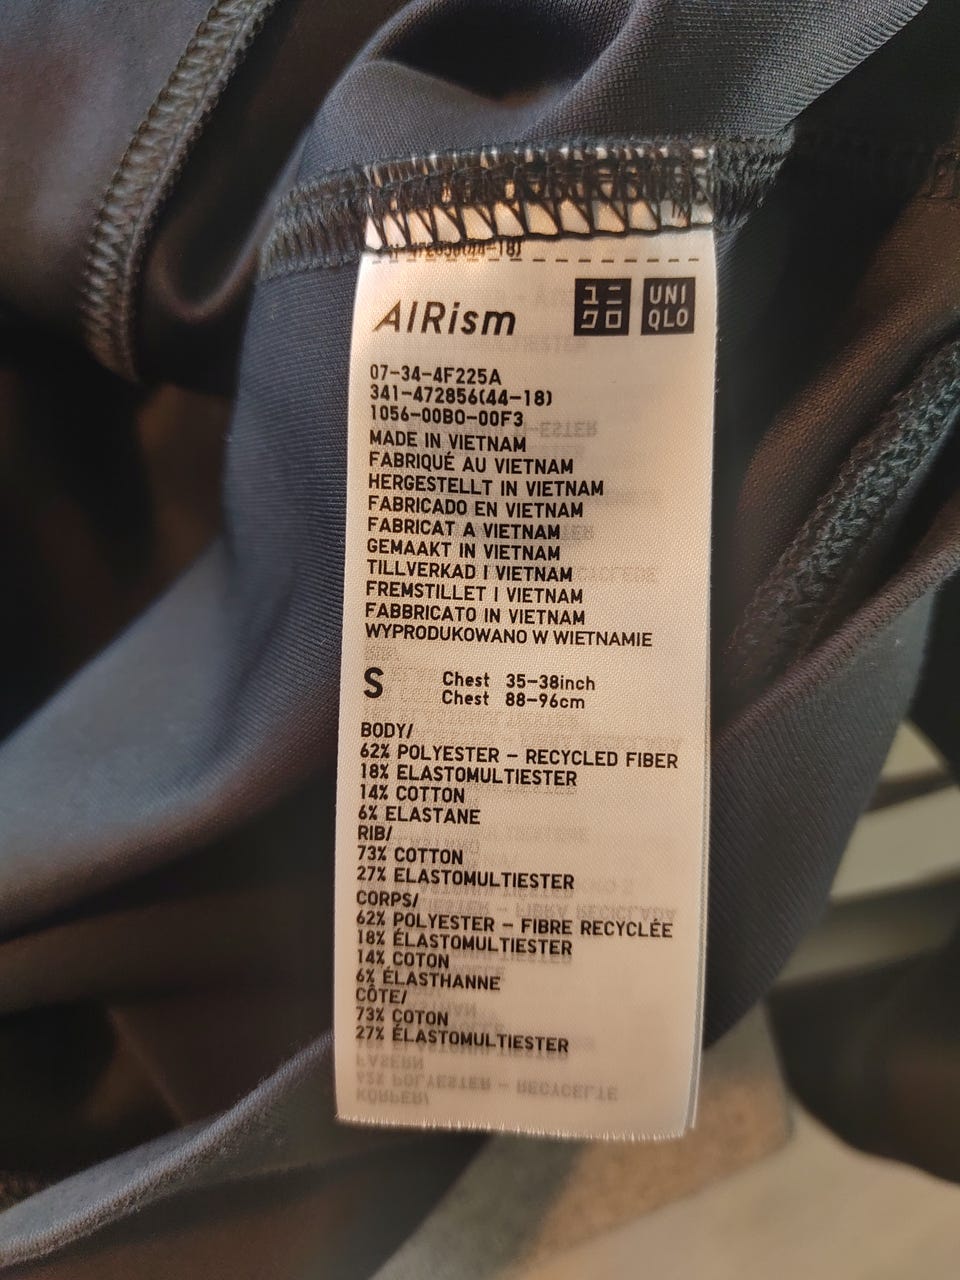 AIRism
ユニ
クロ
UNI
QLO
07-34-4F225A
341-472856(44-18)
1056-00B0-00F3
MADE IN VIETNAM
FABRIQUÉ AU VIETNAM
HERGESTELLT IN VIETNAM
FABRICADO EN VIETNAM
FABRICAT A VIETNAM
GEMAAKT IN VIETNAM
TILLVERKAD I VIETNAM
FREMSTILLET I VIETNAM
FABBRICATO IN VIETNAM
WYPRODUKOWANO W WIETNAMIE
S Chest 35-38inch
Chest 88-96cm
BODY/
62% POLYESTER – RECYCLED FIBER
18% ELASTOMULTIESTER
14% COTTON
6% ELASTANE
RIB/
73% COTTON
27% ELASTOMULTIESTER
CORPS/
62% POLYESTER – FIBRE RECYCLÉE
18% ÉLASTOMULTIESTER
14% COTON
6% ÉLASTHANNE
CÔTE/
73% COTON
27% ÉLASTOMULTIESTER